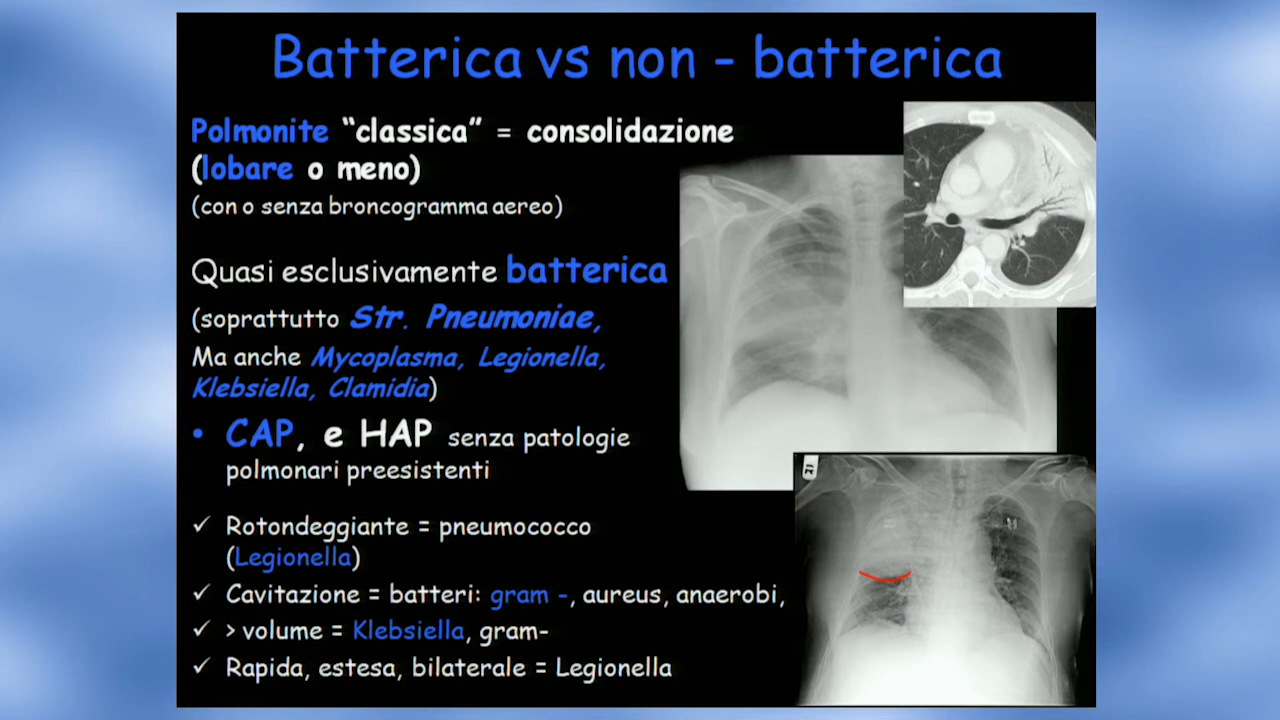 Batterica vs non - batterica
Polmonite “classica” = consolidazione
(lobare o meno)
(con o senza broncogramma aereo)
Quasi esclusivamente batterica
(soprattutto Str. Pneumoniae,
Ma anche Mycoplasma, Legionella,
Klebsiella, Clamidia)
• CAP, e HAP senza patologie
polmonari preesistenti
✓ Rotondeggiante = pneumococco
(Legionella)
✓ Cavitazione = batteri: gram -, aureus, anaerobi,
✓ > volume = Klebsiella, gram-
✓ Rapida, estesa, bilaterale = Legionella